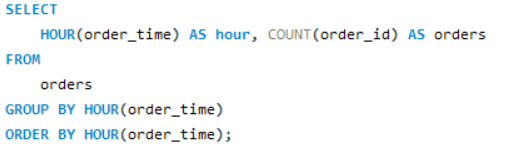 SELECT
    HOUR(order_time) AS hour, COUNT(order_id) AS orders
FROM
    orders
GROUP BY HOUR(order_time)
ORDER BY HOUR(order_time);